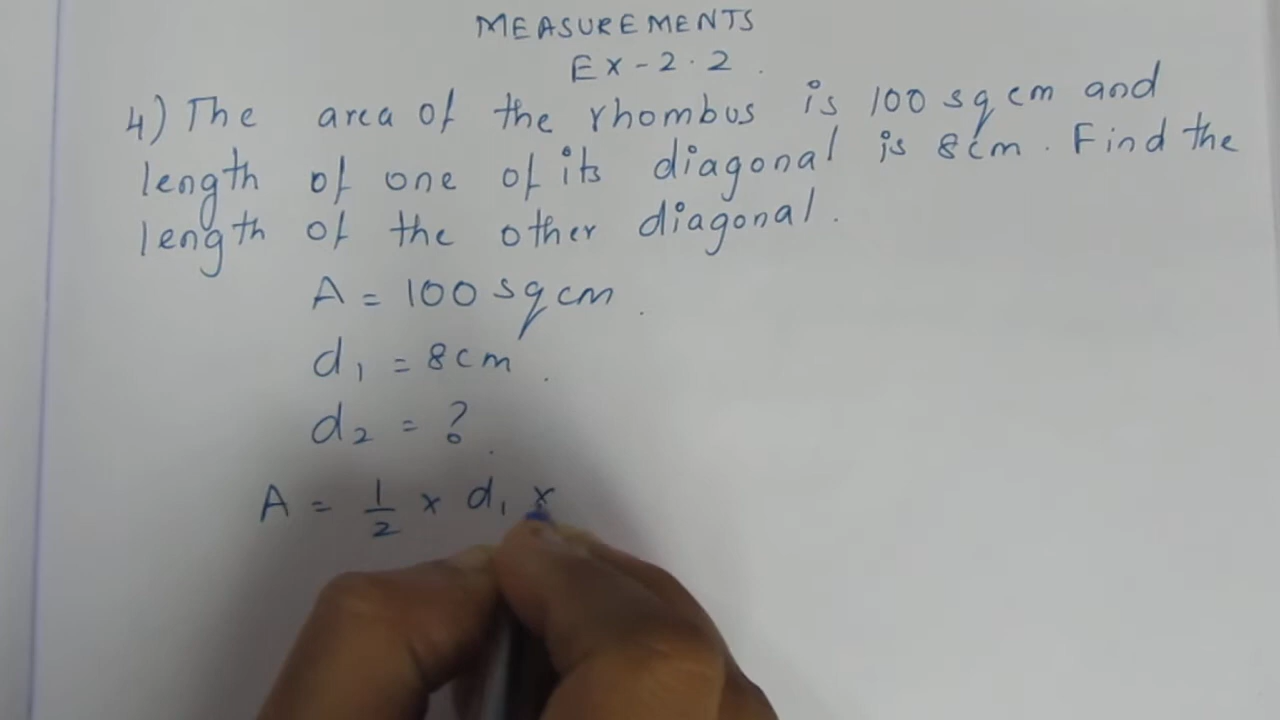 MEASUREMENTS
EX-2.2.
4) The area of the rhombus is 100 sq cm and
length of one of its diagonal is 8cm. Find the
length of the other diagonal.
A = 100 sq cm.
d₁ = 8cm.
d₂ = ?.
A = 1/2 × d₁ ×